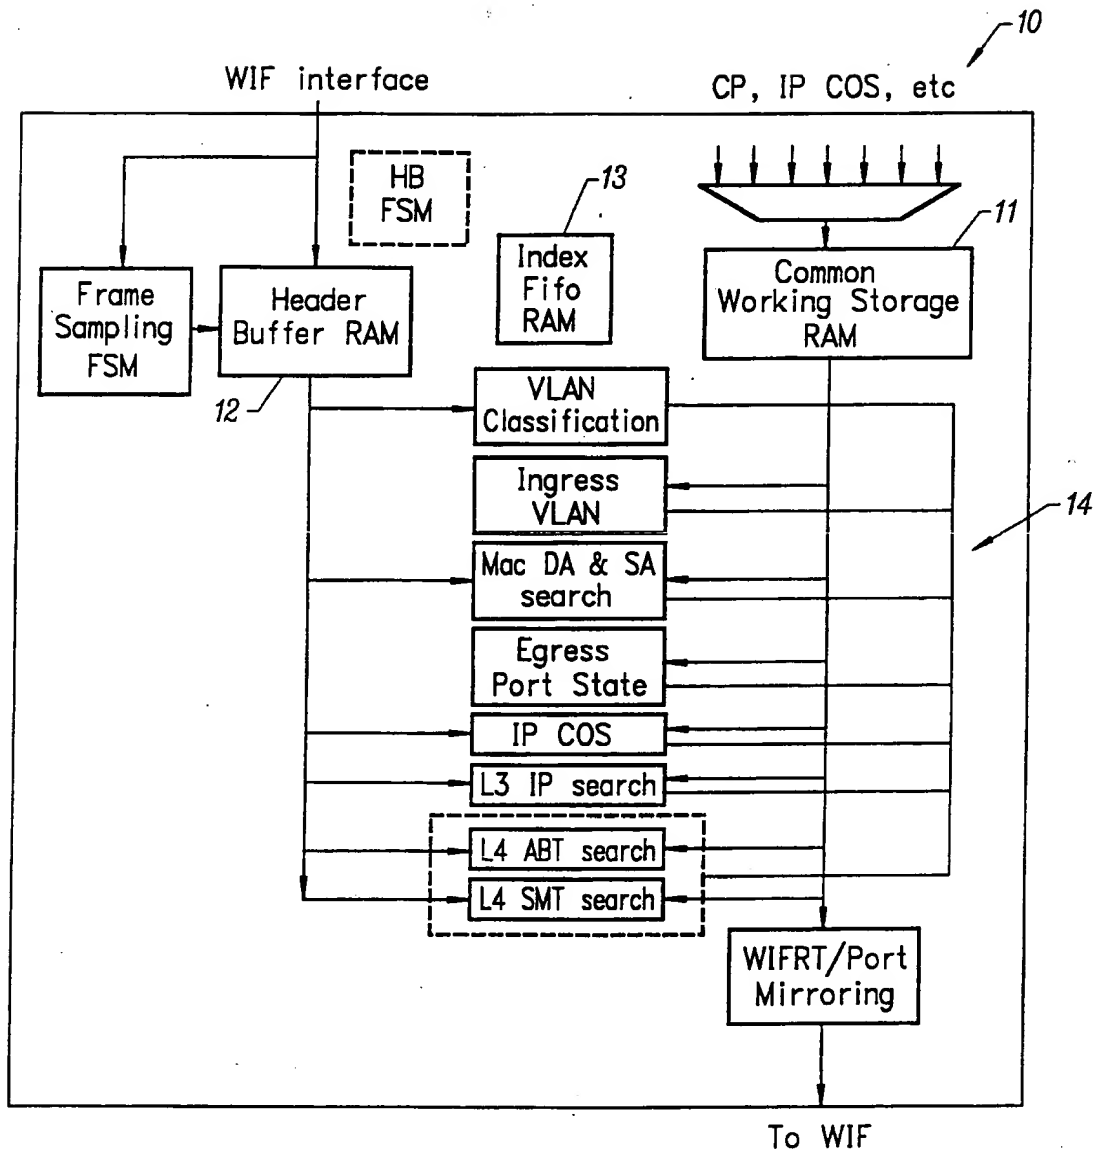 10
WIF interface
CP, IP COS, etc
HB
FSM
13
11
Index
Fifo
RAM
Common
Working Storage
RAM
Frame
Sampling
FSM
Header
Buffer RAM
12
VLAN
Classification
Ingress
VLAN
14
Mac DA & SA
search
Egress
Port State
IP COS
L3 IP search
L4 ABT search
L4 SMT search
WIFRT/Port
Mirroring
To WIF